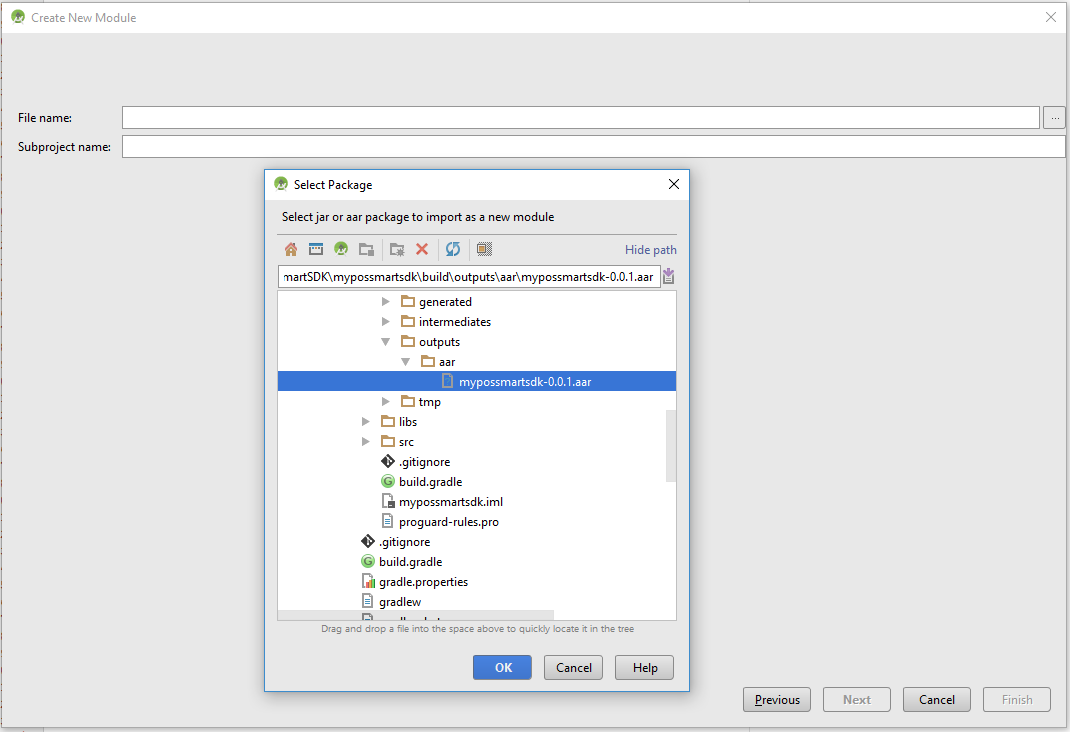 Create New Module
File name:
...
Subproject name:
Select Package
Select jar or aar package to import as a new module
Hide path
martSDK\mypossmartsdk\build\outputs\aar\mypossmartsdk-0.0.1.aar
generated
intermediates
outputs
aar
mypossmartsdk-0.0.1.aar
tmp
libs
src
.gitignore
build.gradle
mypossmartsdk.iml
proguard-rules.pro
.gitignore
build.gradle
gradle.properties
gradlew
Drag and drop a file into the space above to quickly locate it in the tree
OK Cancel Help
Previous Next Cancel Finish